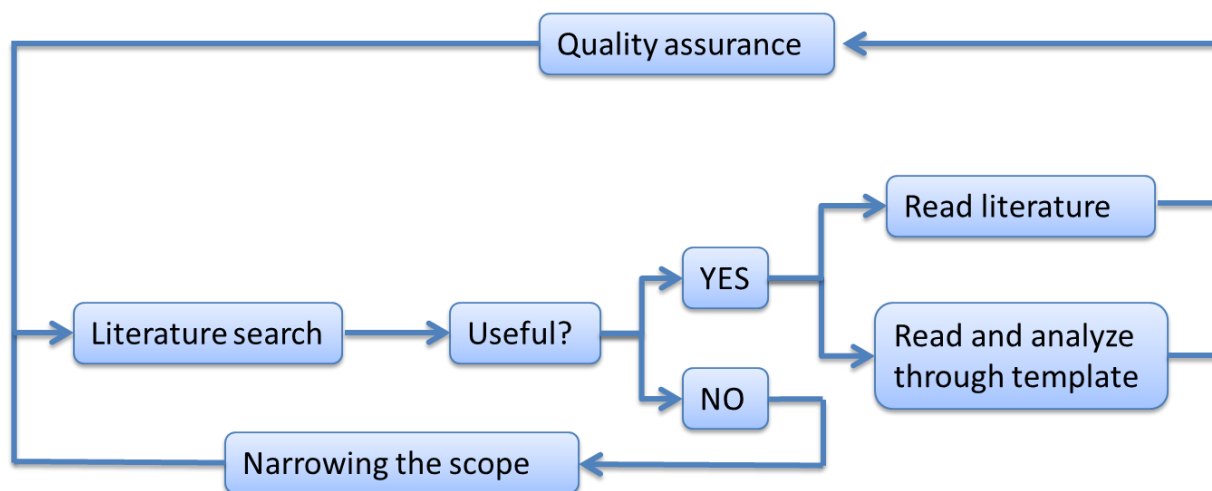 Quality assurance
Read literature
YES
Literature search
Useful?
Read and analyze
through template
NO
Narrowing the scope